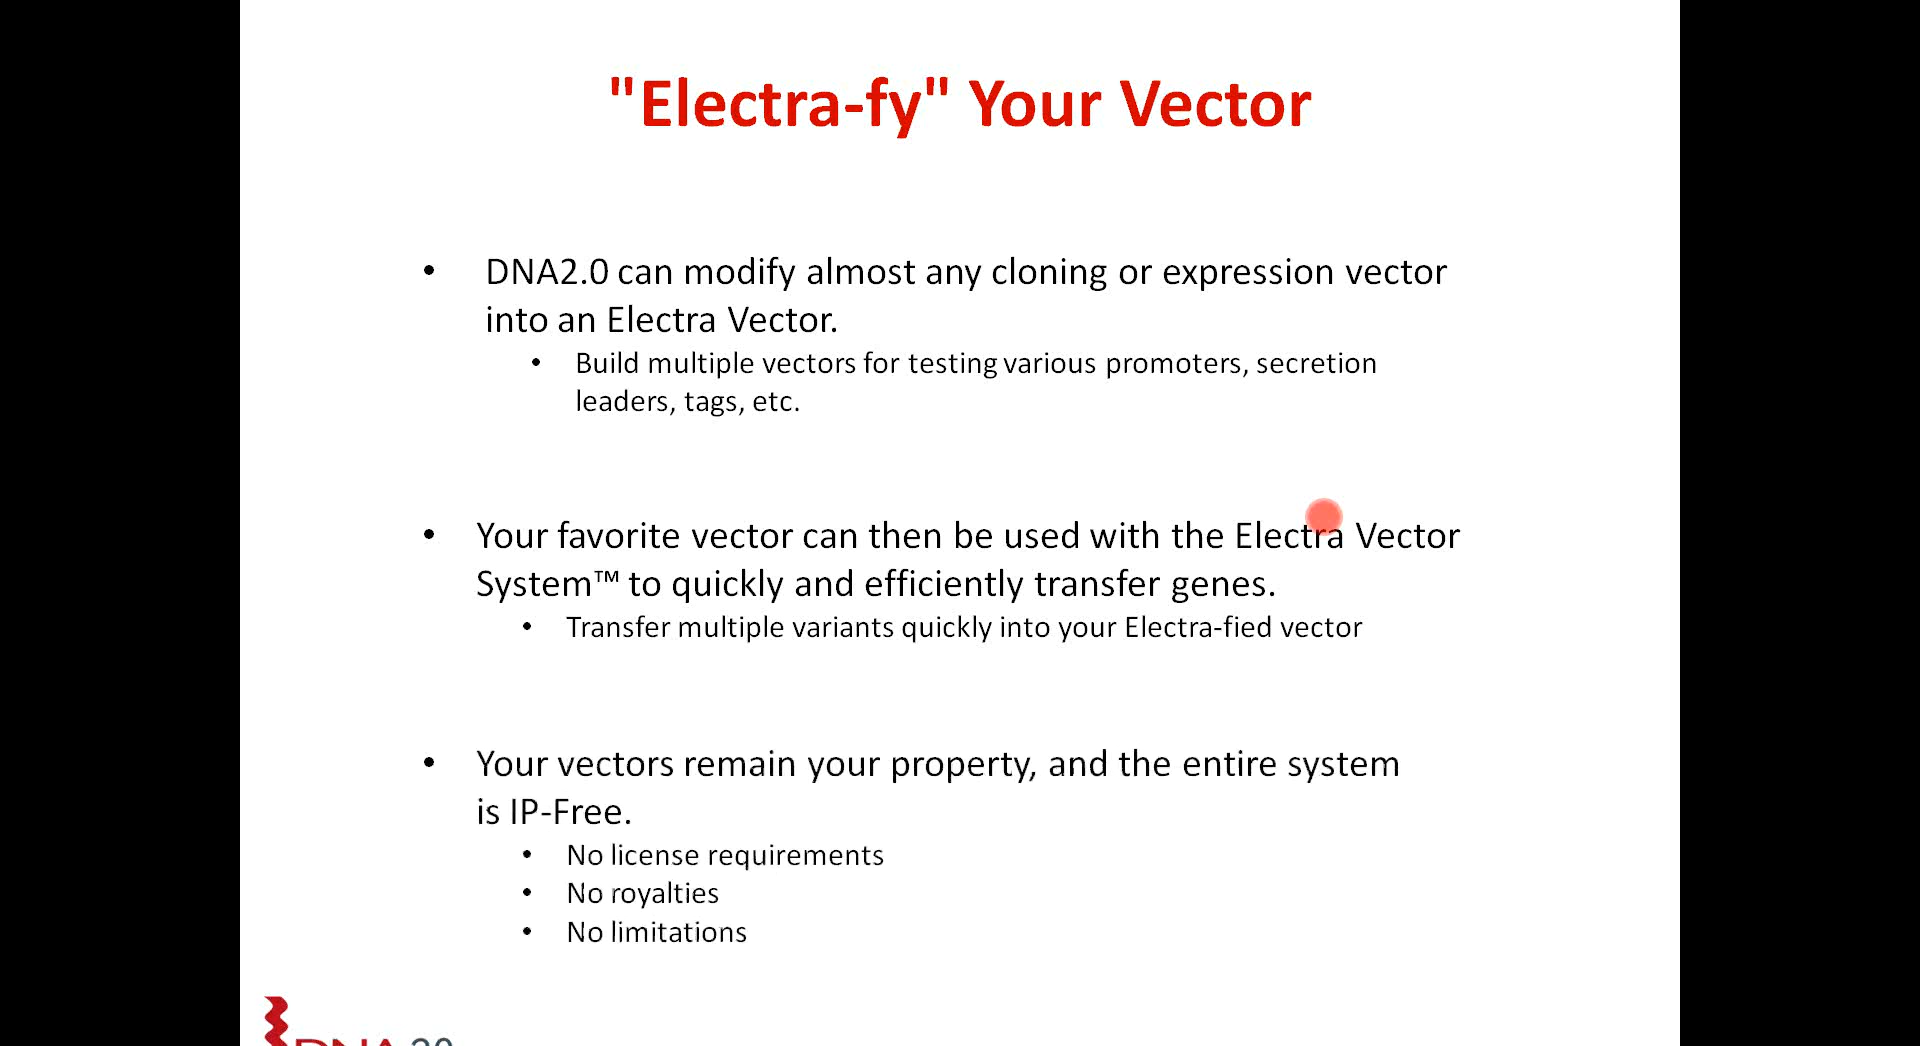 "Electra-fy" Your Vector
• DNA2.0 can modify almost any cloning or expression vector
into an Electra Vector.
• Build multiple vectors for testing various promoters, secretion
leaders, tags, etc.
• Your favorite vector can then be used with the Electra Vector
System™ to quickly and efficiently transfer genes.
• Transfer multiple variants quickly into your Electra-fied vector
• Your vectors remain your property, and the entire system
is IP-Free.
• No license requirements
• No royalties
• No limitations
DNA 2.0